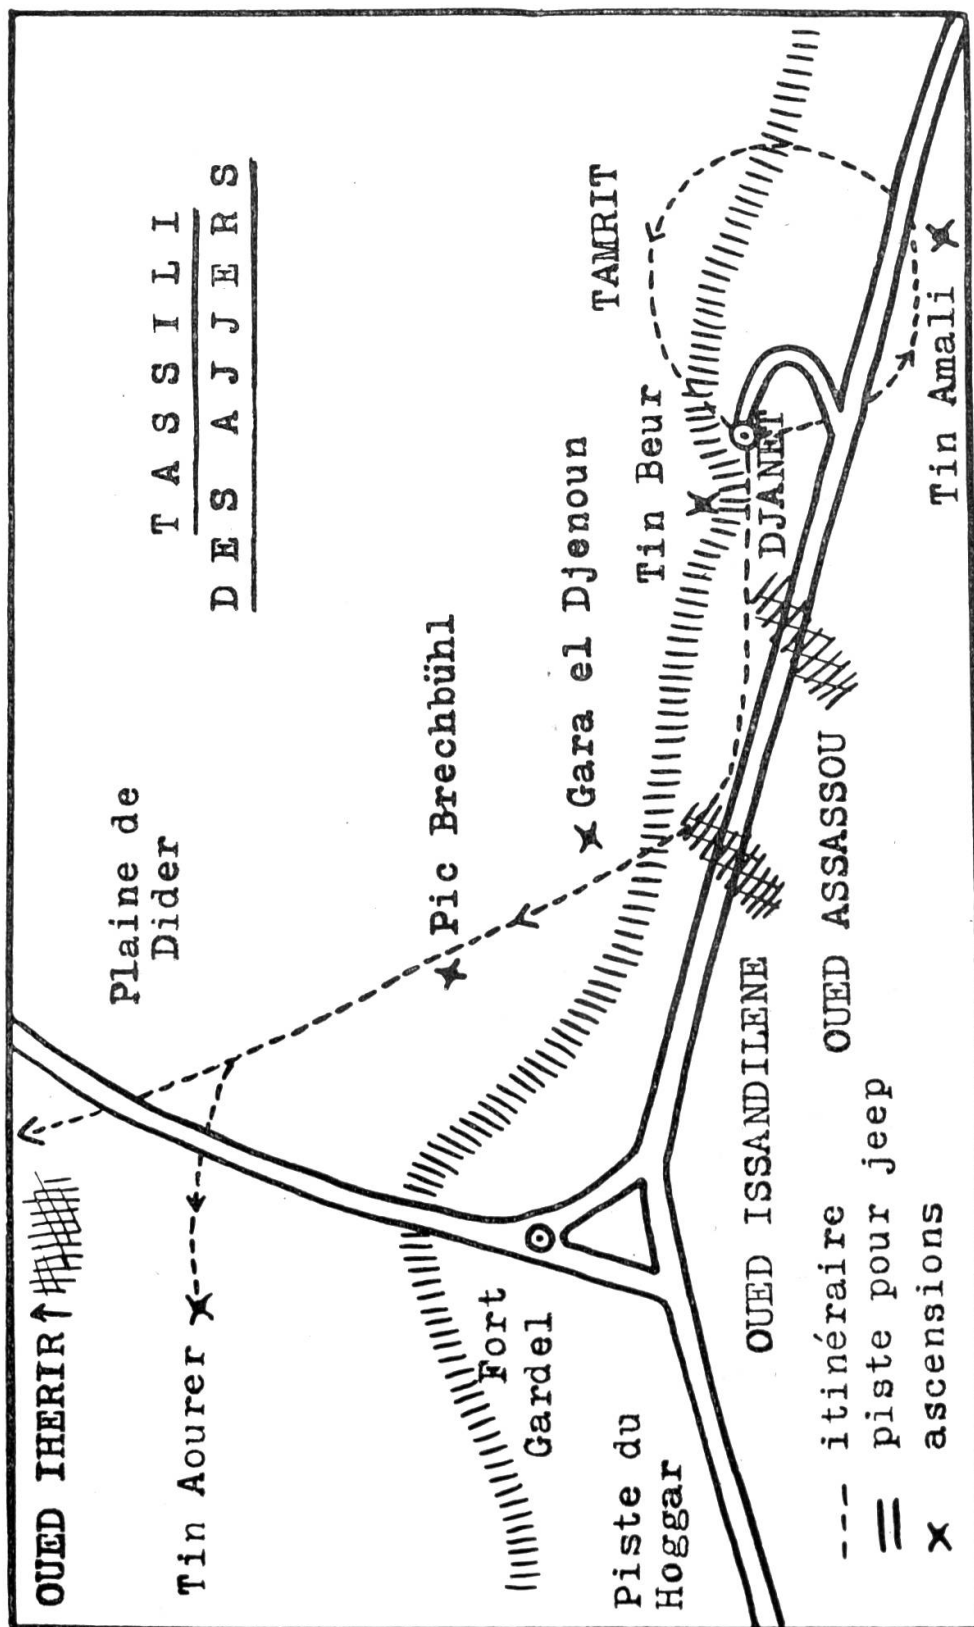 TASSILI
DES AJJERS
OUED IHERIR
Plaine de
Dider
Tin Aourer
Pic Brechbühl
Gara el Djenoun
TAMRIT
Tin Beur
Fort
Gardel
DJANET
Piste du
Hoggar
OUED ISSANDILENE
OUED ASSASSOU
Tin Amali
--- itinéraire
= piste pour jeep
x ascensions